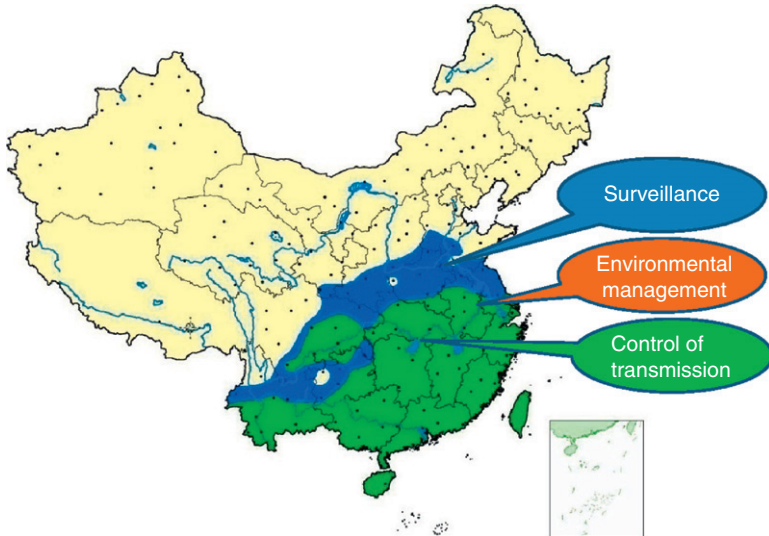 Surveillance
Environmental
management
Control of
transmission